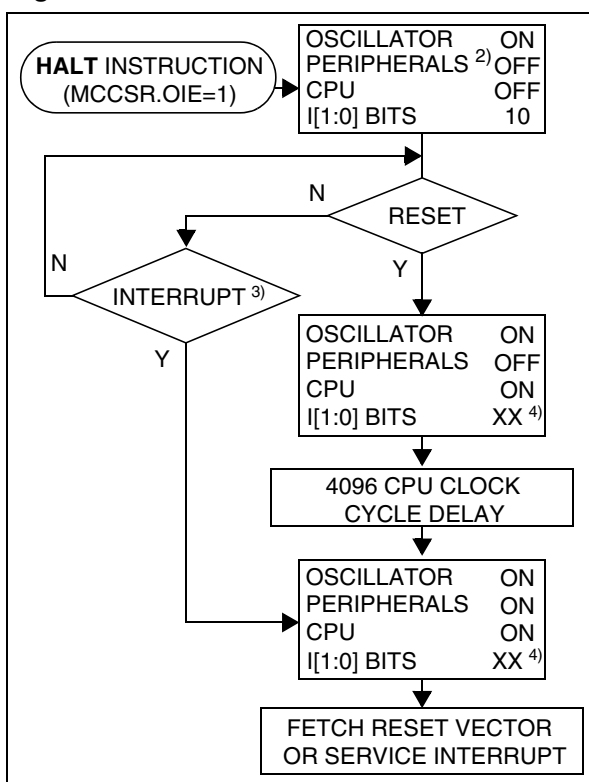 HALT INSTRUCTION
(MCCSR.OIE=1)
OSCILLATOR ON
PERIPHERALS 2) OFF
CPU OFF
I[1:0] BITS 10
N
RESET
N
Y
INTERRUPT 3)
Y
OSCILLATOR ON
PERIPHERALS OFF
CPU ON
I[1:0] BITS XX 4)
4096 CPU CLOCK
CYCLE DELAY
OSCILLATOR ON
PERIPHERALS ON
CPU ON
I[1:0] BITS XX 4)
FETCH RESET VECTOR
OR SERVICE INTERRUPT